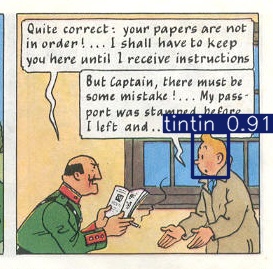 Quite correct: your papers are not
in order!... I shall have to keep
you here until I receive instructions
But Captain, there must be
some mistake!... My pass-
port was stamped before
I left and..
tintin 0.91